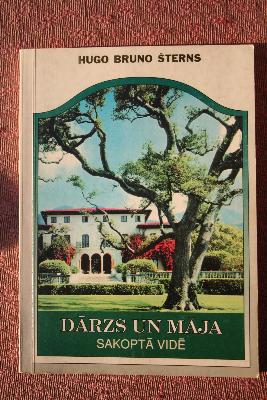 HUGO BRUNO ŠTERNS
DĀRZS UN MĀJA
SAKOPTĀ VIDĒ